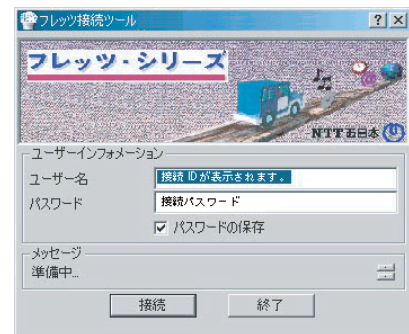 フレッツ接続ツール
フレッツ・シリーズ
NTT西日本
ユーザーインフォメーション
ユーザー名
接続 ID が表示されます。
パスワード
接続パスワード
パスワードの保存
メッセージ
準備中...
接続
終了